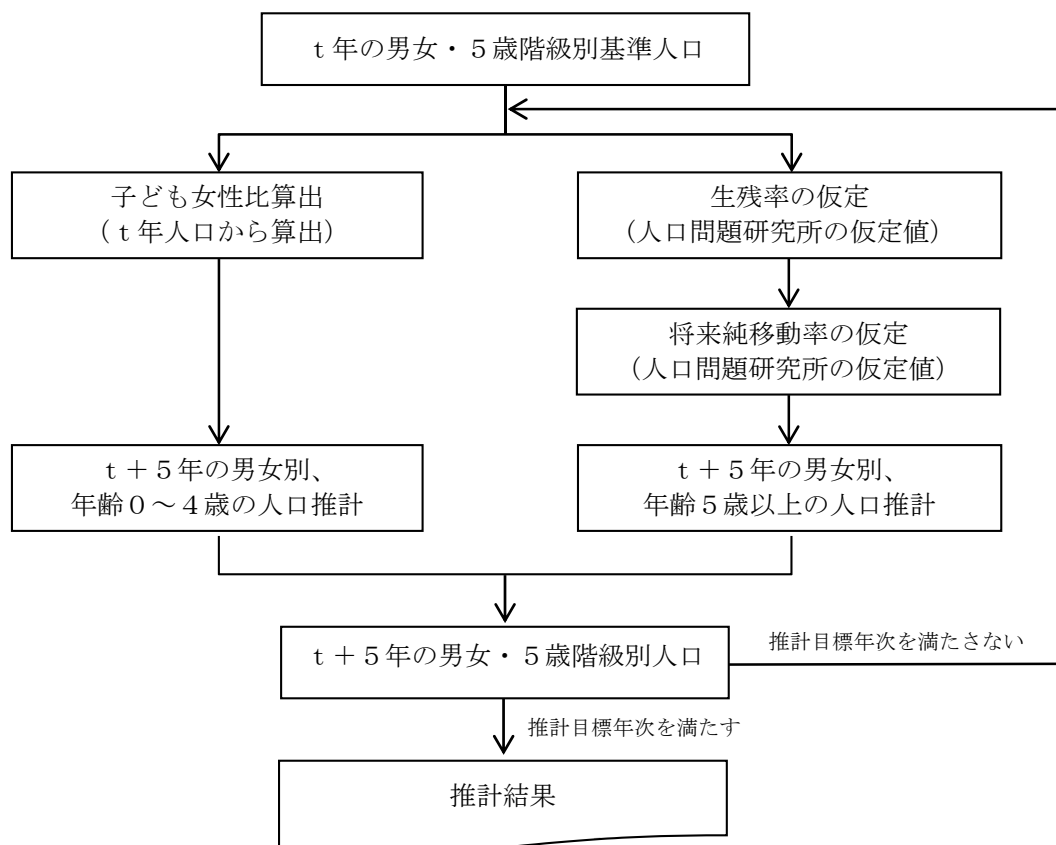 ｔ年の男女・５歳階級別基準人口
子ども女性比算出
（ｔ年人口から算出）
生残率の仮定
（人口問題研究所の仮定値）
将来純移動率の仮定
（人口問題研究所の仮定値）
ｔ＋５年の男女別、
年齢０～４歳の人口推計
ｔ＋５年の男女別、
年齢５歳以上の人口推計
ｔ＋５年の男女・５歳階級別人口
推計目標年次を満たさない
推計目標年次を満たす
推計結果